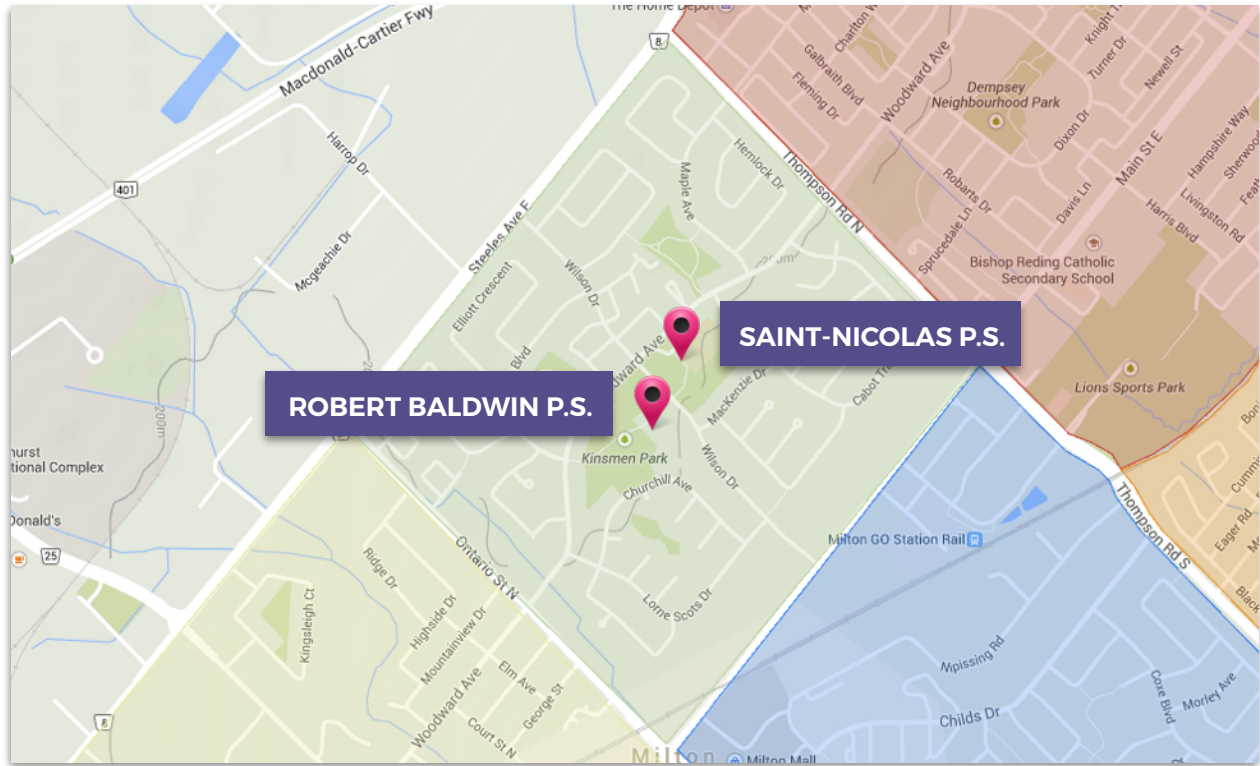 The Home Depot
8
Macdonald-Cartier Fwy
Charlton
Knight
Turner Dr
Newell St
Galbraith Blvd
Woodward Ave
Fleming Dr
Dempsey
Neighbourhood Park
Hampshire Way
Dixon Dr
Main St E
Harrop Dr
Hemlock Dr
Thompson Rd N
Maple Ave
401
Robarts Dr
Davis Ln
Livingston Rd
Harris Blvd
Steeles Ave E
Sprucedale Ln
Mcgeachie Dr
Bishop Reding Catholic
Secondary School
Wilson Dr
200m
Elliott Crescent
SAINT-NICOLAS P.S.
Blvd
Ave
MacKenzie Dr
Cabot
Lions Sports Park
ROBERT BALDWIN P.S.
200m
Kinsmen Park
Wilson Dr
Churchill Ave
Thompson Rd S
Eager Rd
25
Milton GO Station Rail
Ontario St N
Ridge Dr
Highside Dr
Mountainview Dr
Lorne Scots Dr
Kingsleigh Ct
Elm Ave
George St
Woodward Ave
Court St N
Nipissing Rd
Coxe Blvd
Morley Ave
Childs Dr
8
Milton
Milton Mall